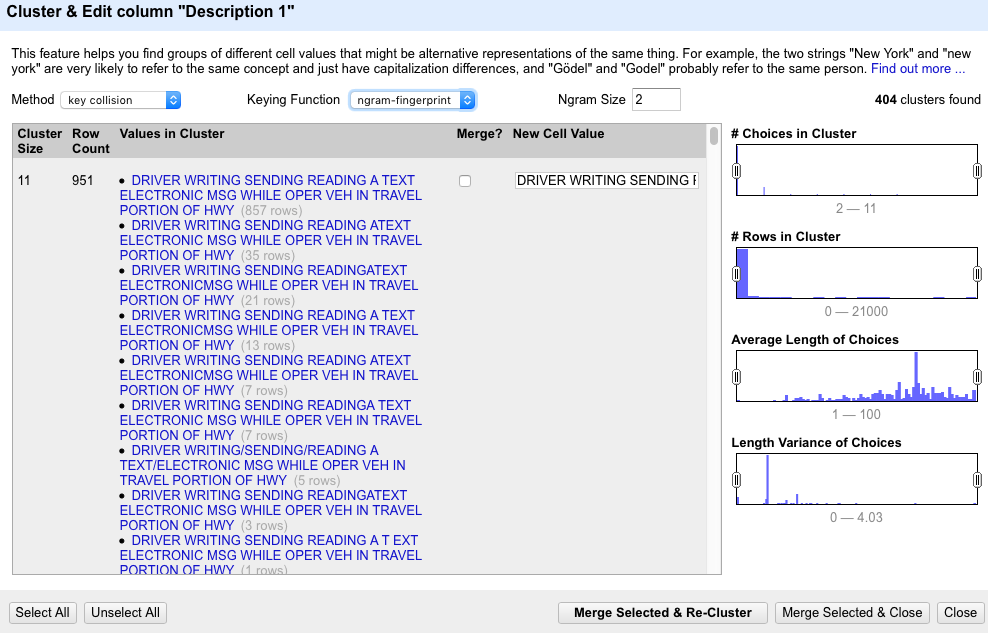 Cluster & Edit column "Description 1"
This feature helps you find groups of different cell values that might be alternative representations of the same thing. For example, the two strings "New York" and "new
york" are very likely to refer to the same concept and just have capitalization differences, and "Gödel" and "Godel" probably refer to the same person. Find out more ...
Method key collision Keying Function ngram-fingerprint Ngram Size 2 404 clusters found
Cluster Size Row Count Values in Cluster Merge? New Cell Value
11 951
• DRIVER WRITING SENDING READING A TEXT
ELECTRONIC MSG WHILE OPER VEH IN TRAVEL
PORTION OF HWY (857 rows)
• DRIVER WRITING SENDING READING ATEXT
ELECTRONIC MSG WHILE OPER VEH IN TRAVEL
PORTION OF HWY (35 rows)
• DRIVER WRITING SENDING READINGATEXT
ELECTRONICMSG WHILE OPER VEH IN TRAVEL
PORTION OF HWY (21 rows)
• DRIVER WRITING SENDING READING A TEXT
ELECTRONICMSG WHILE OPER VEH IN TRAVEL
PORTION OF HWY (13 rows)
• DRIVER WRITING SENDING READING ATEXT
ELECTRONICMSG WHILE OPER VEH IN TRAVEL
PORTION OF HWY (7 rows)
• DRIVER WRITING SENDING READINGA TEXT
ELECTRONIC MSG WHILE OPER VEH IN TRAVEL
PORTION OF HWY (7 rows)
• DRIVER WRITING/SENDING/READING A
TEXT/ELECTRONIC MSG WHILE OPER VEH IN
TRAVEL PORTION OF HWY (5 rows)
• DRIVER WRITING SENDING READINGATEXT
ELECTRONIC MSG WHILE OPER VEH IN TRAVEL
PORTION OF HWY (3 rows)
• DRIVER WRITING SENDING READING A T EXT
ELECTRONIC MSG WHILE OPER VEH IN TRAVEL
PORTION OF HWY (1 rows)
DRIVER WRITING SENDING
# Choices in Cluster
2 — 11
# Rows in Cluster
0 — 21000
Average Length of Choices
1 — 100
Length Variance of Choices
0 — 4.03
Select All Unselect All Merge Selected & Re-Cluster Merge Selected & Close Close